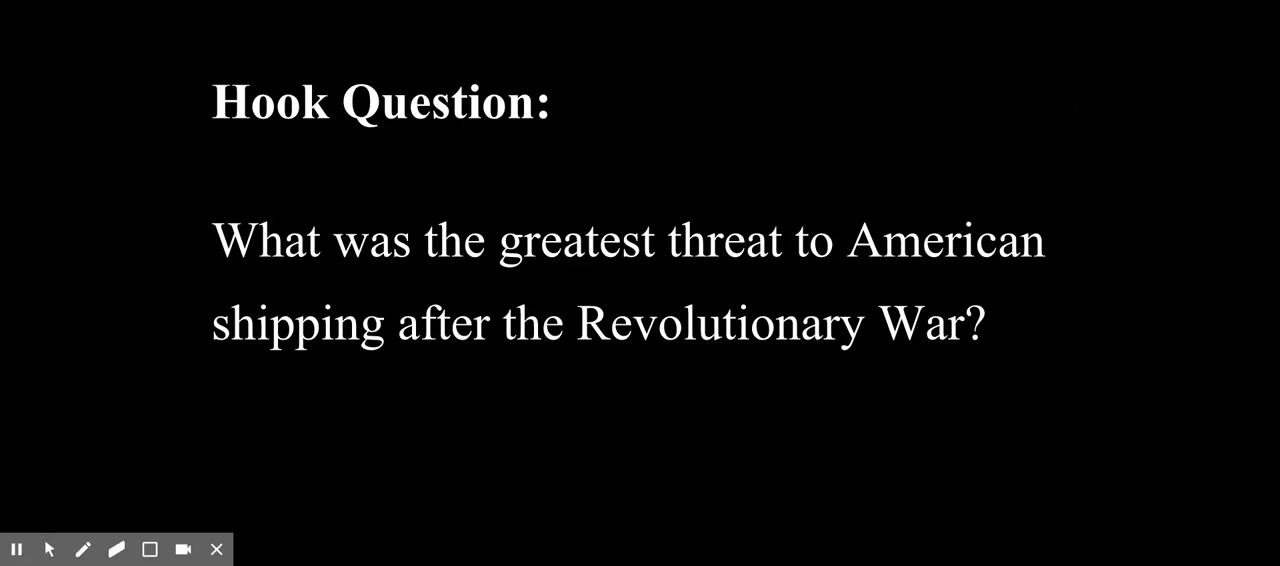 Hook Question:
What was the greatest threat to American
shipping after the Revolutionary War?